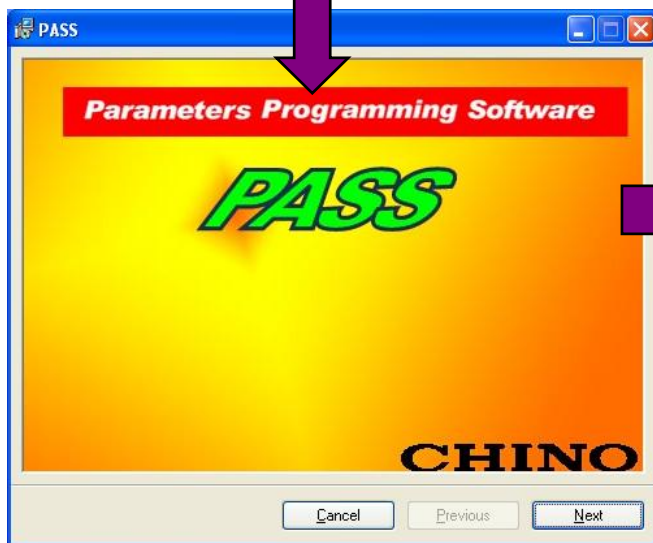 PASS
Parameters Programming Software
PASS
CHINO
Cancel Previous Next